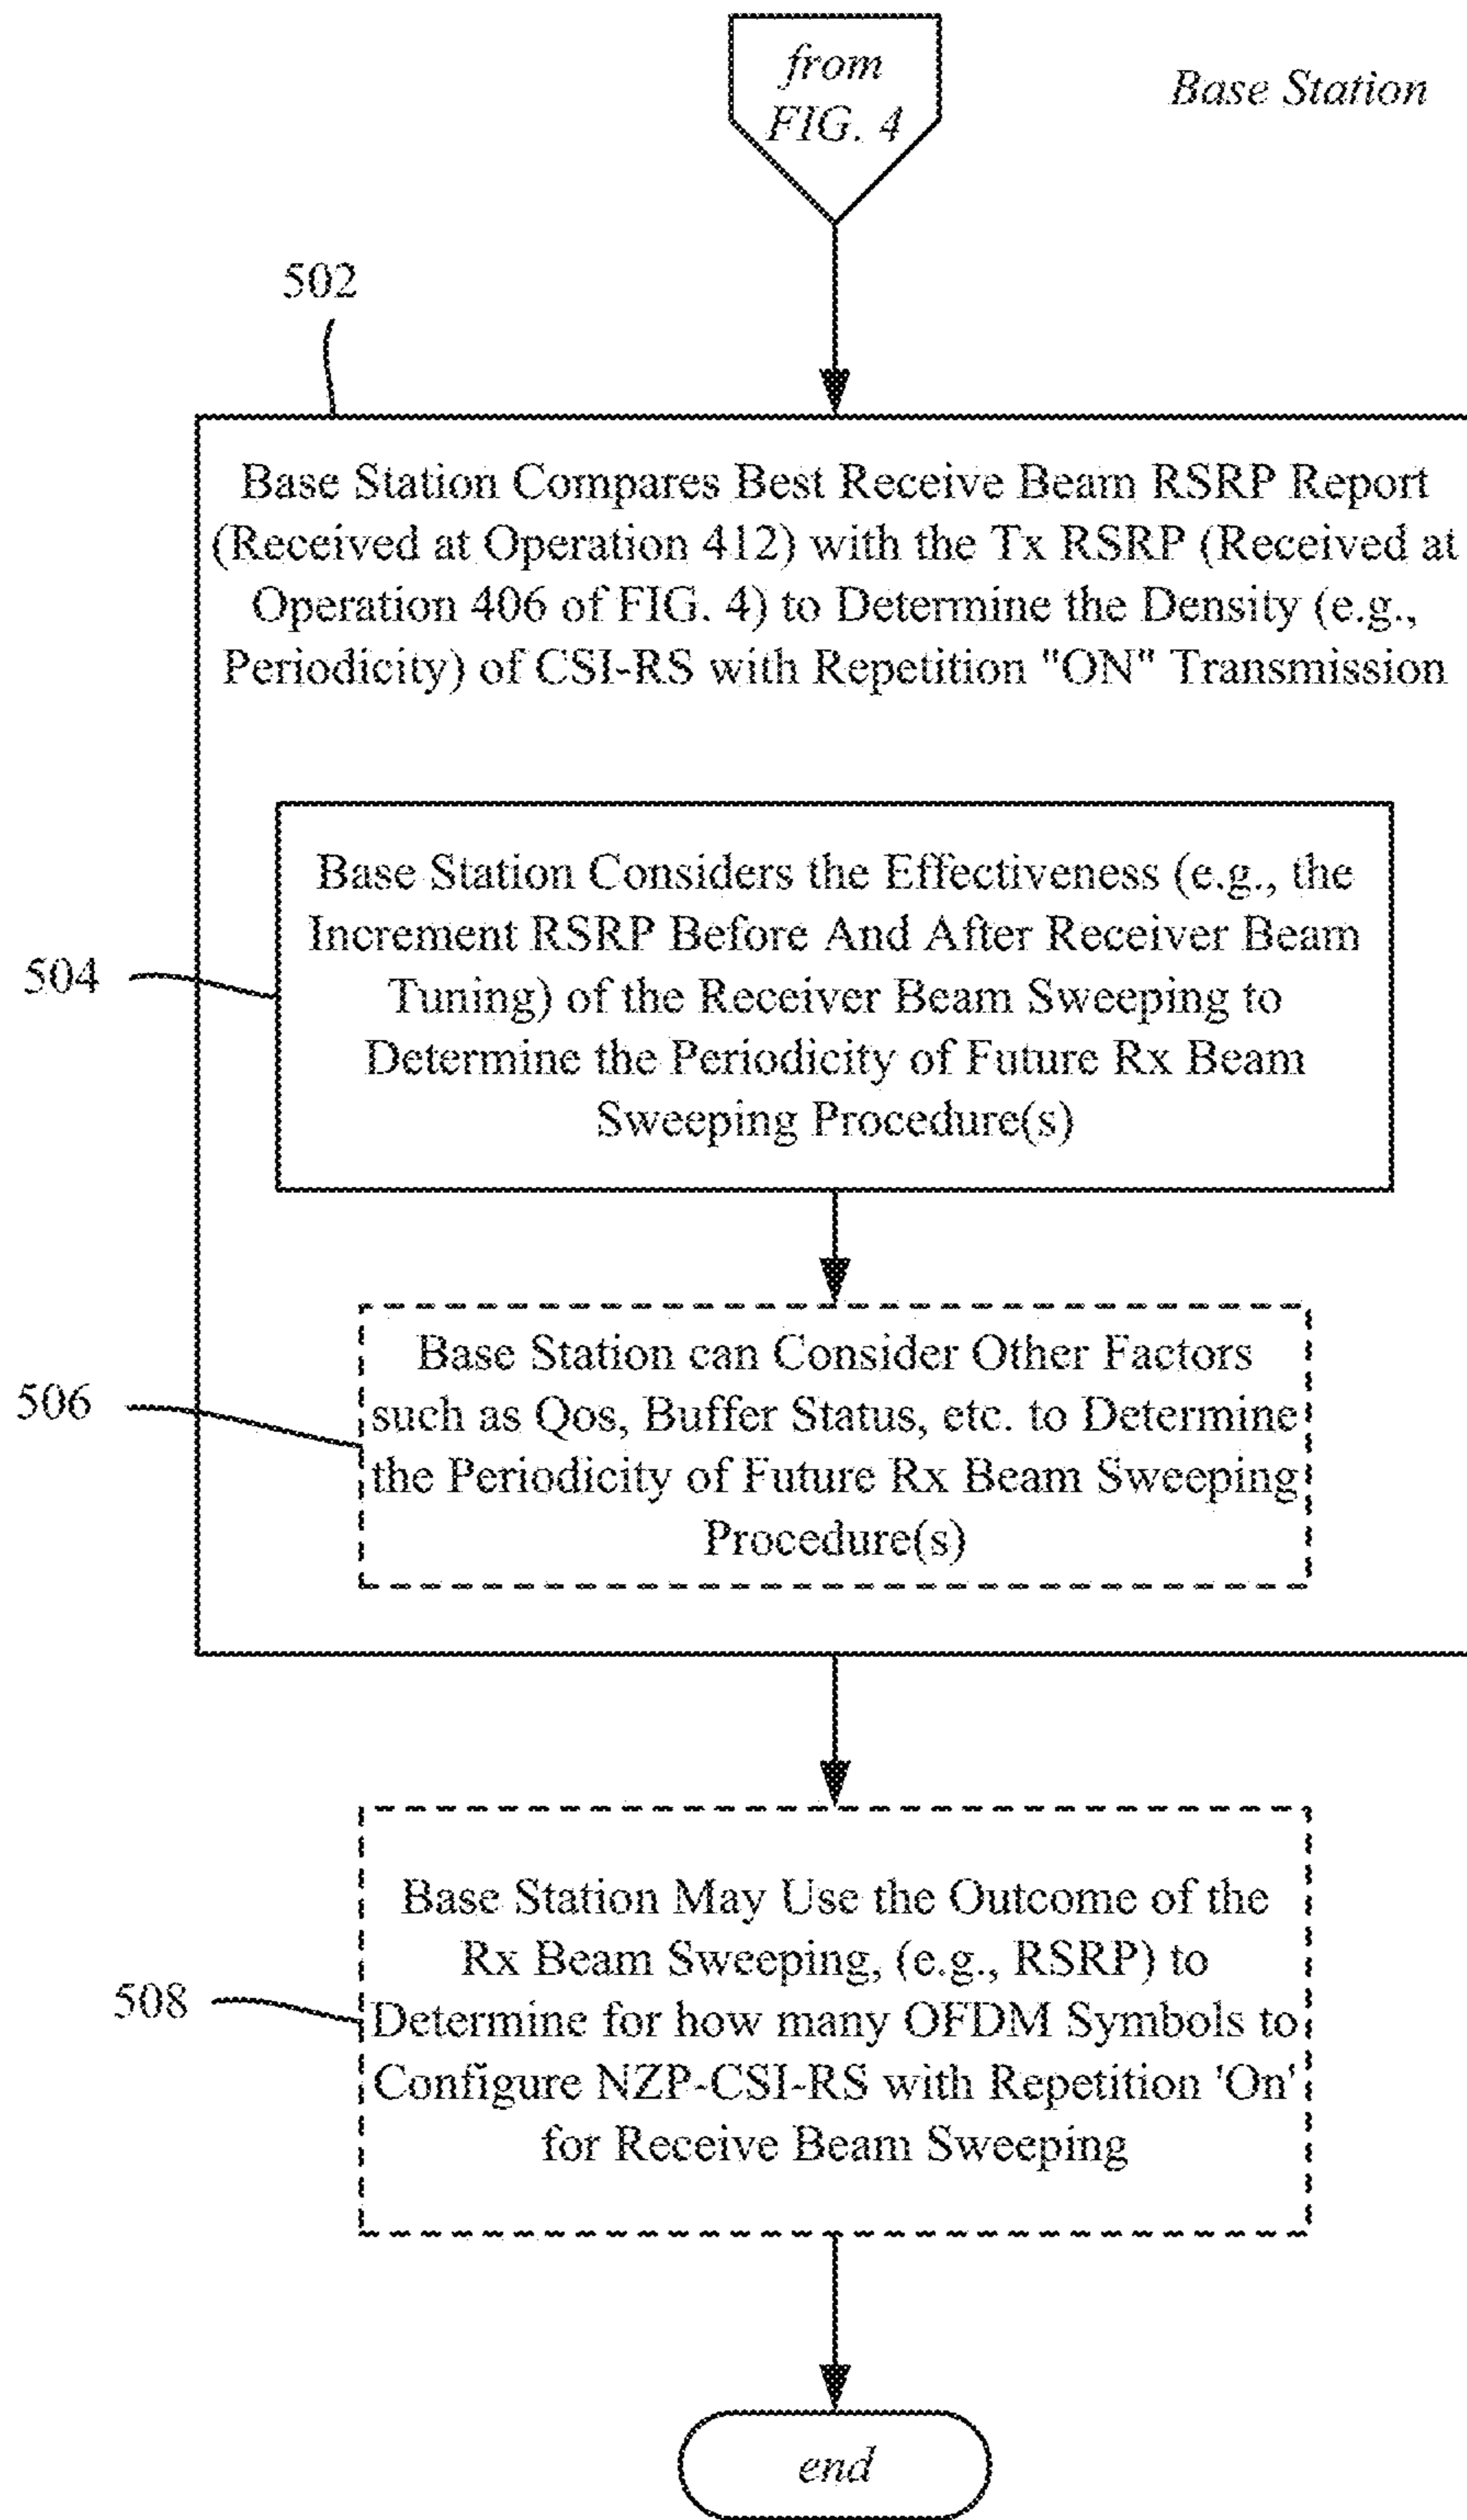 from
FIG. 4
Base Station
502
Base Station Compares Best Receive Beam RSRP Report
(Received at Operation 412) with the Tx RSRP (Received at
Operation 406 of FIG. 4) to Determine the Density (e.g.,
Periodicity) of CSI-RS with Repetition "ON" Transmission
504
Base Station Considers the Effectiveness (e.g., the
Increment RSRP Before And After Receiver Beam
Tuning) of the Receiver Beam Sweeping to
Determine the Periodicity of Future Rx Beam
Sweeping Procedure(s)
506
Base Station can Consider Other Factors
such as Qos, Buffer Status, etc. to Determine
the Periodicity of Future Rx Beam Sweeping
Procedure(s)
508
Base Station May Use the Outcome of the
Rx Beam Sweeping, (e.g., RSRP) to
Determine for how many OFDM Symbols to
Configure NZP-CSI-RS with Repetition 'On'
for Receive Beam Sweeping
end